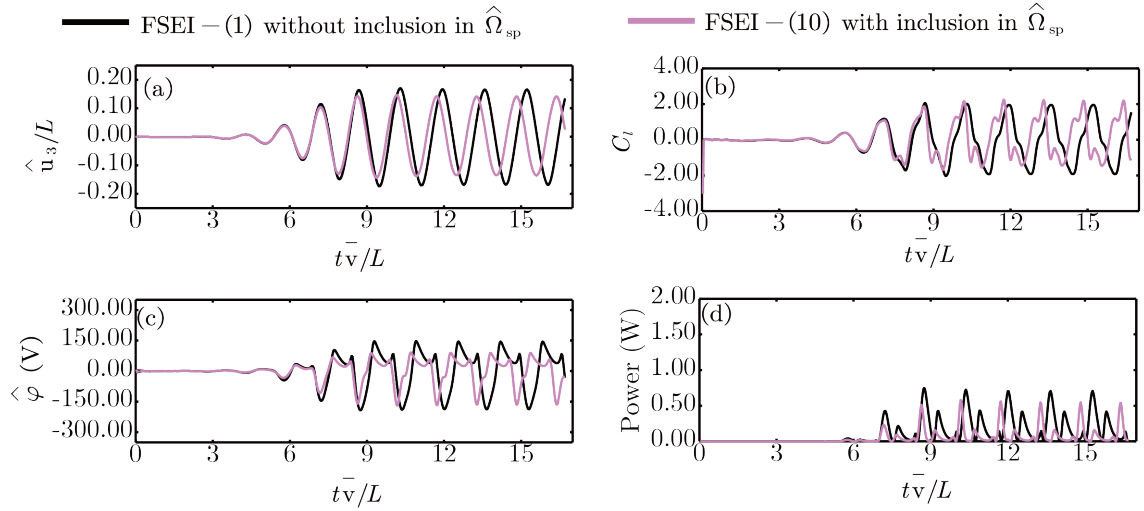 FSEI − (1) without inclusion in Ω̂ sp
FSEI − (10) with inclusion in Ω̂ sp
(a)
0.20
0.10
0.00
-0.10
-0.20
û₃/L
0 3 6 9 12 15
tv̄/L
(b)
4.00
2.00
0.00
-2.00
-4.00
C_l
0 3 6 9 12 15
tv̄/L
(c)
300.00
150.00
0.00
-150.00
-300.00
φ̂ (V)
0 3 6 9 12 15
tv̄/L
(d)
2.00
1.50
1.00
0.50
0.00
Power (W)
0 3 6 9 12 15
tv̄/L